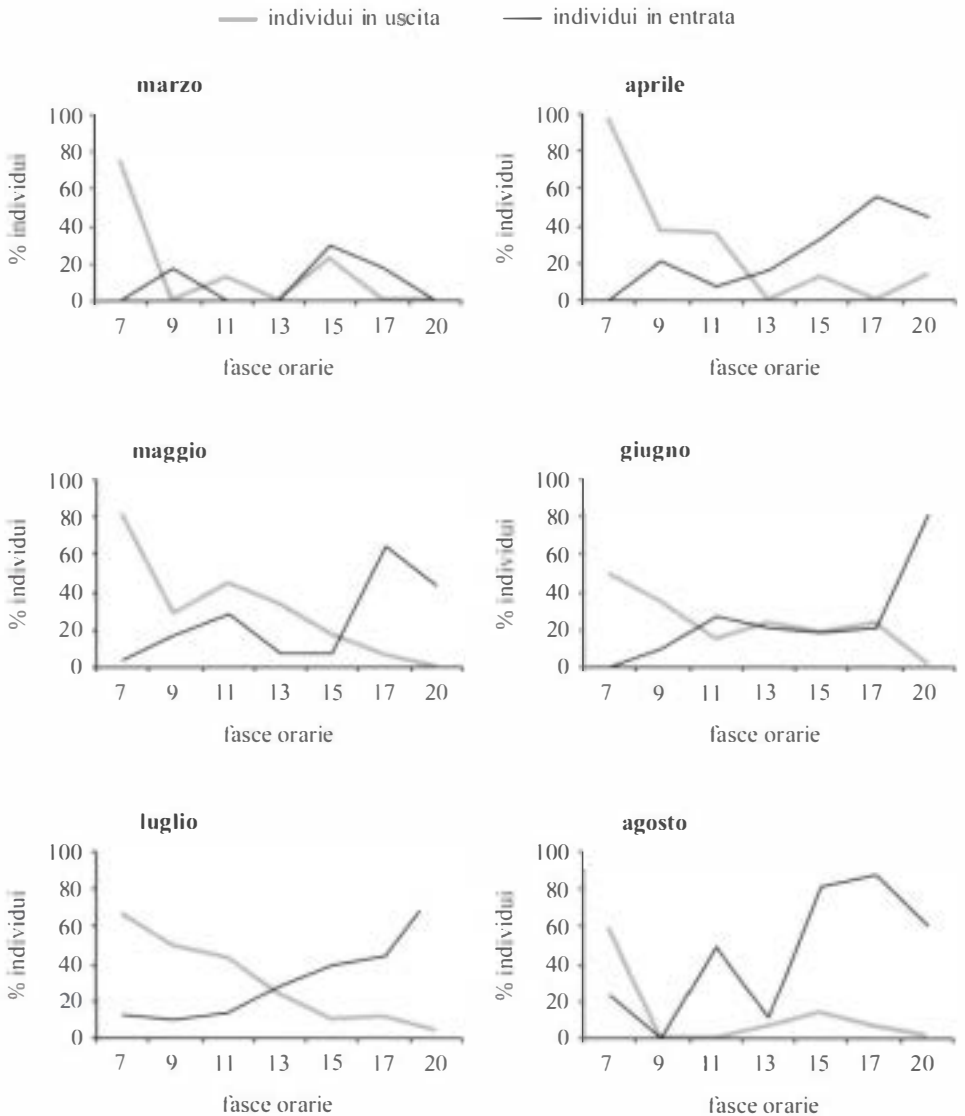 individui in uscita individui in entrata
marzo
% individui
100
80
60
40
20
0
7 9 11 13 15 17 20
fasce orarie
aprile
% individui
100
80
60
40
20
0
7 9 11 13 15 17 20
fasce orarie
maggio
% individui
100
80
60
40
20
0
7 9 11 13 15 17 20
fasce orarie
giugno
% individui
100
80
60
40
20
0
7 9 11 13 15 17 20
fasce orarie
luglio
% individui
100
80
60
40
20
0
7 9 11 13 15 17 20
fasce orarie
agosto
% individui
100
80
60
40
20
0
7 9 11 13 15 17 20
fasce orarie